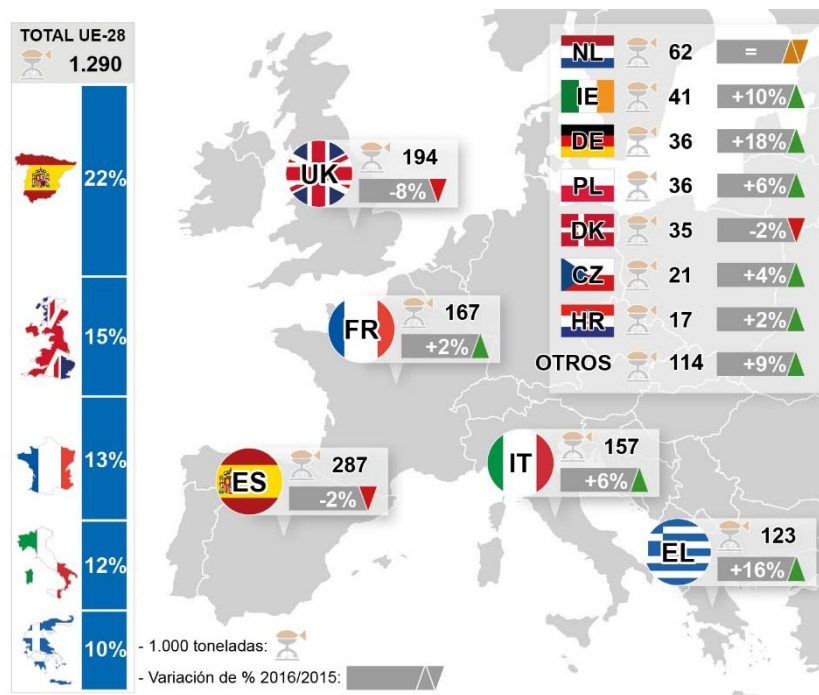 TOTAL UE-28
1.290
22%
15%
13%
12%
10%
UK
194
-8%
FR
167
+2%
ES
287
-2%
IT
157
+6%
EL
123
+16%
NL 62 =
IE 41 +10%
DE 36 +18%
PL 36 +6%
DK 35 -2%
CZ 21 +4%
HR 17 +2%
OTROS 114 +9%
- 1.000 toneladas:
- Variación de % 2016/2015: